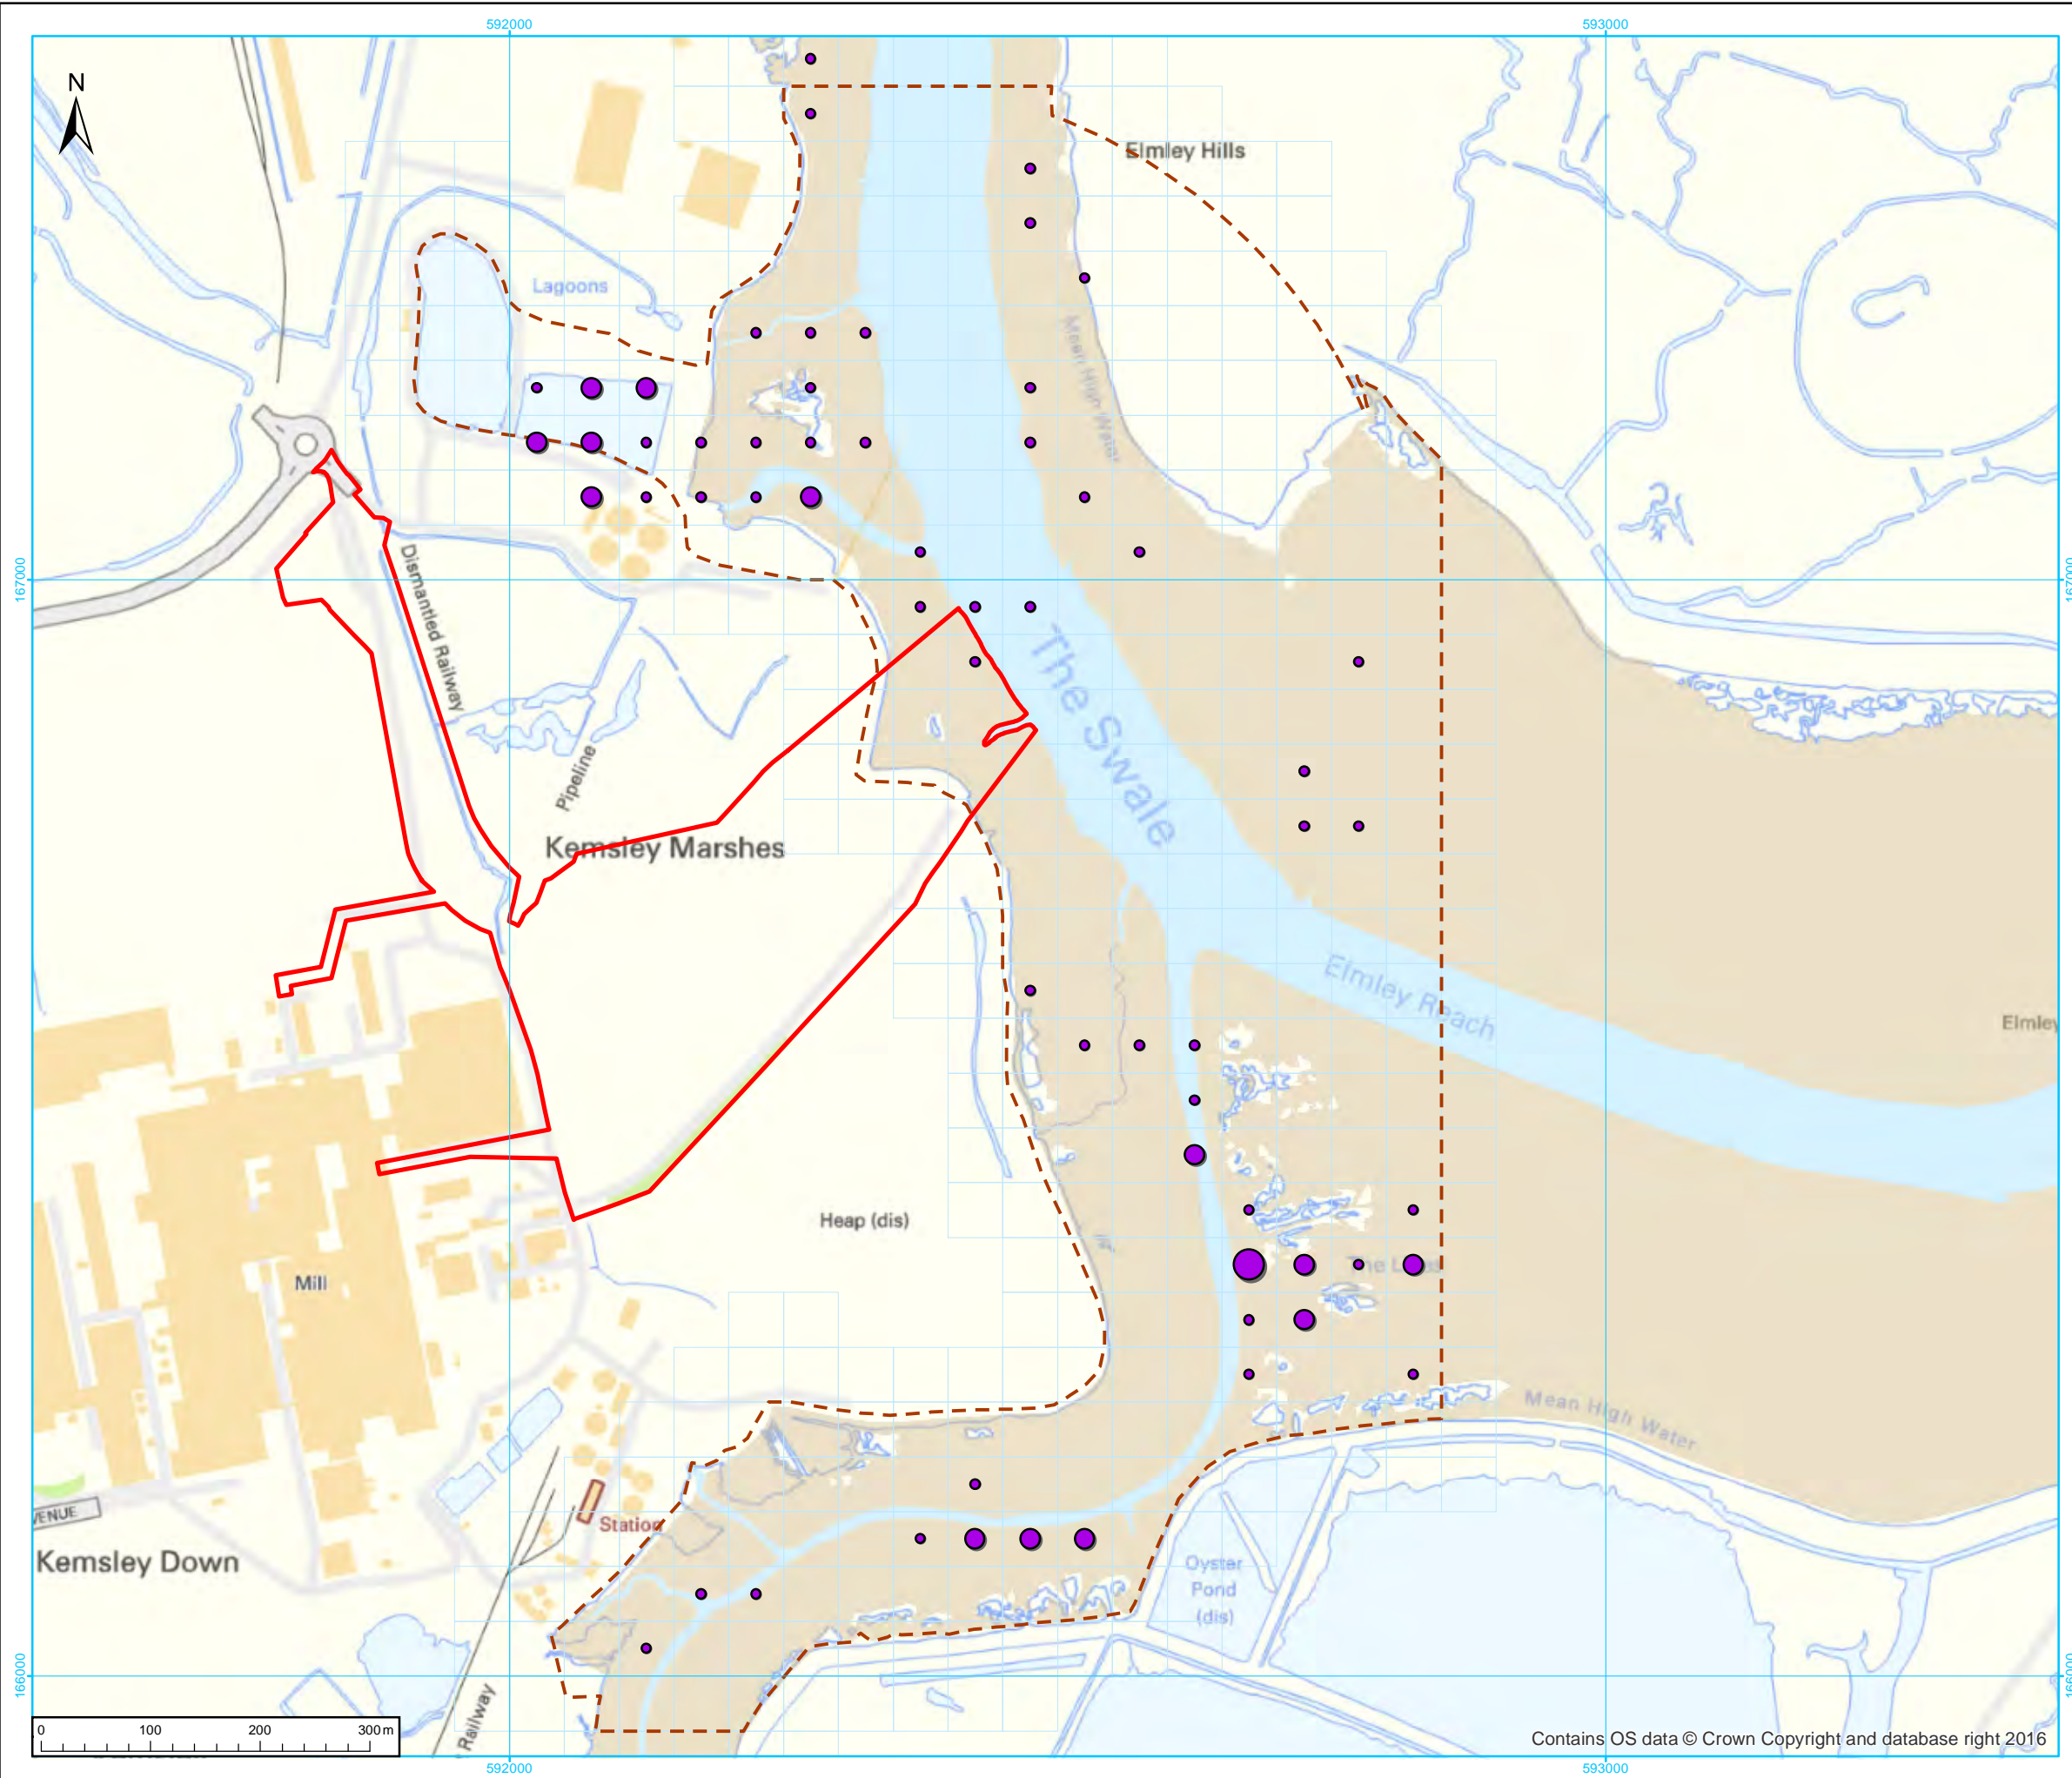 592000
593000
N
Elmley Hills
Lagoons
Mean High Water
167000
167000
Dismantled Railway
The Swale
Pipeline
Kemsley Marshes
Elmley Reach
Elmley
Heap (dis)
Mill
Mean High Water
VENUE
Station
Kemsley Down
Oyster
Pond
(dis)
166000
166000
Railway
0 100 200 300m
Contains OS data © Crown Copyright and database right 2016
592000
593000